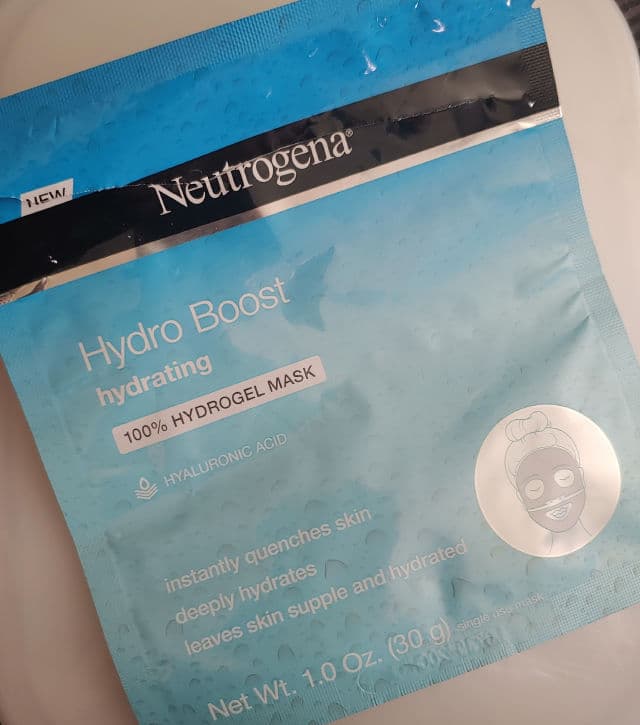 NEW
Neutrogena®
Hydro Boost
hydrating
100% HYDROGEL MASK
HYALURONIC ACID
instantly quenches skin
deeply hydrates
leaves skin supple and hydrated
Net Wt. 1.0 Oz. (30 g) single use mask